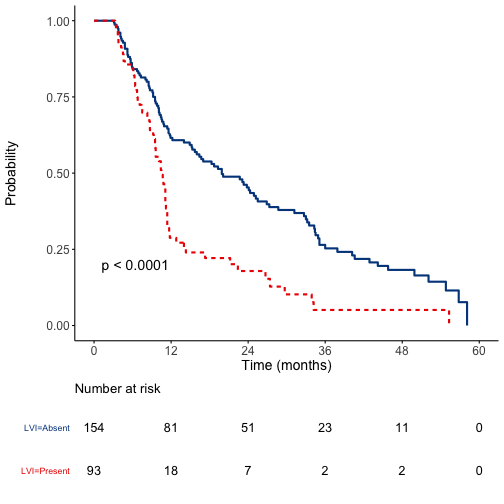 1.00
0.75
0.50
0.25
0.00
Probability
p < 0.0001
0 12 24 36 48 60
Time (months)
Number at risk
LVI=Absent 154 81 51 23 11 0
LVI=Present 93 18 7 2 2 0